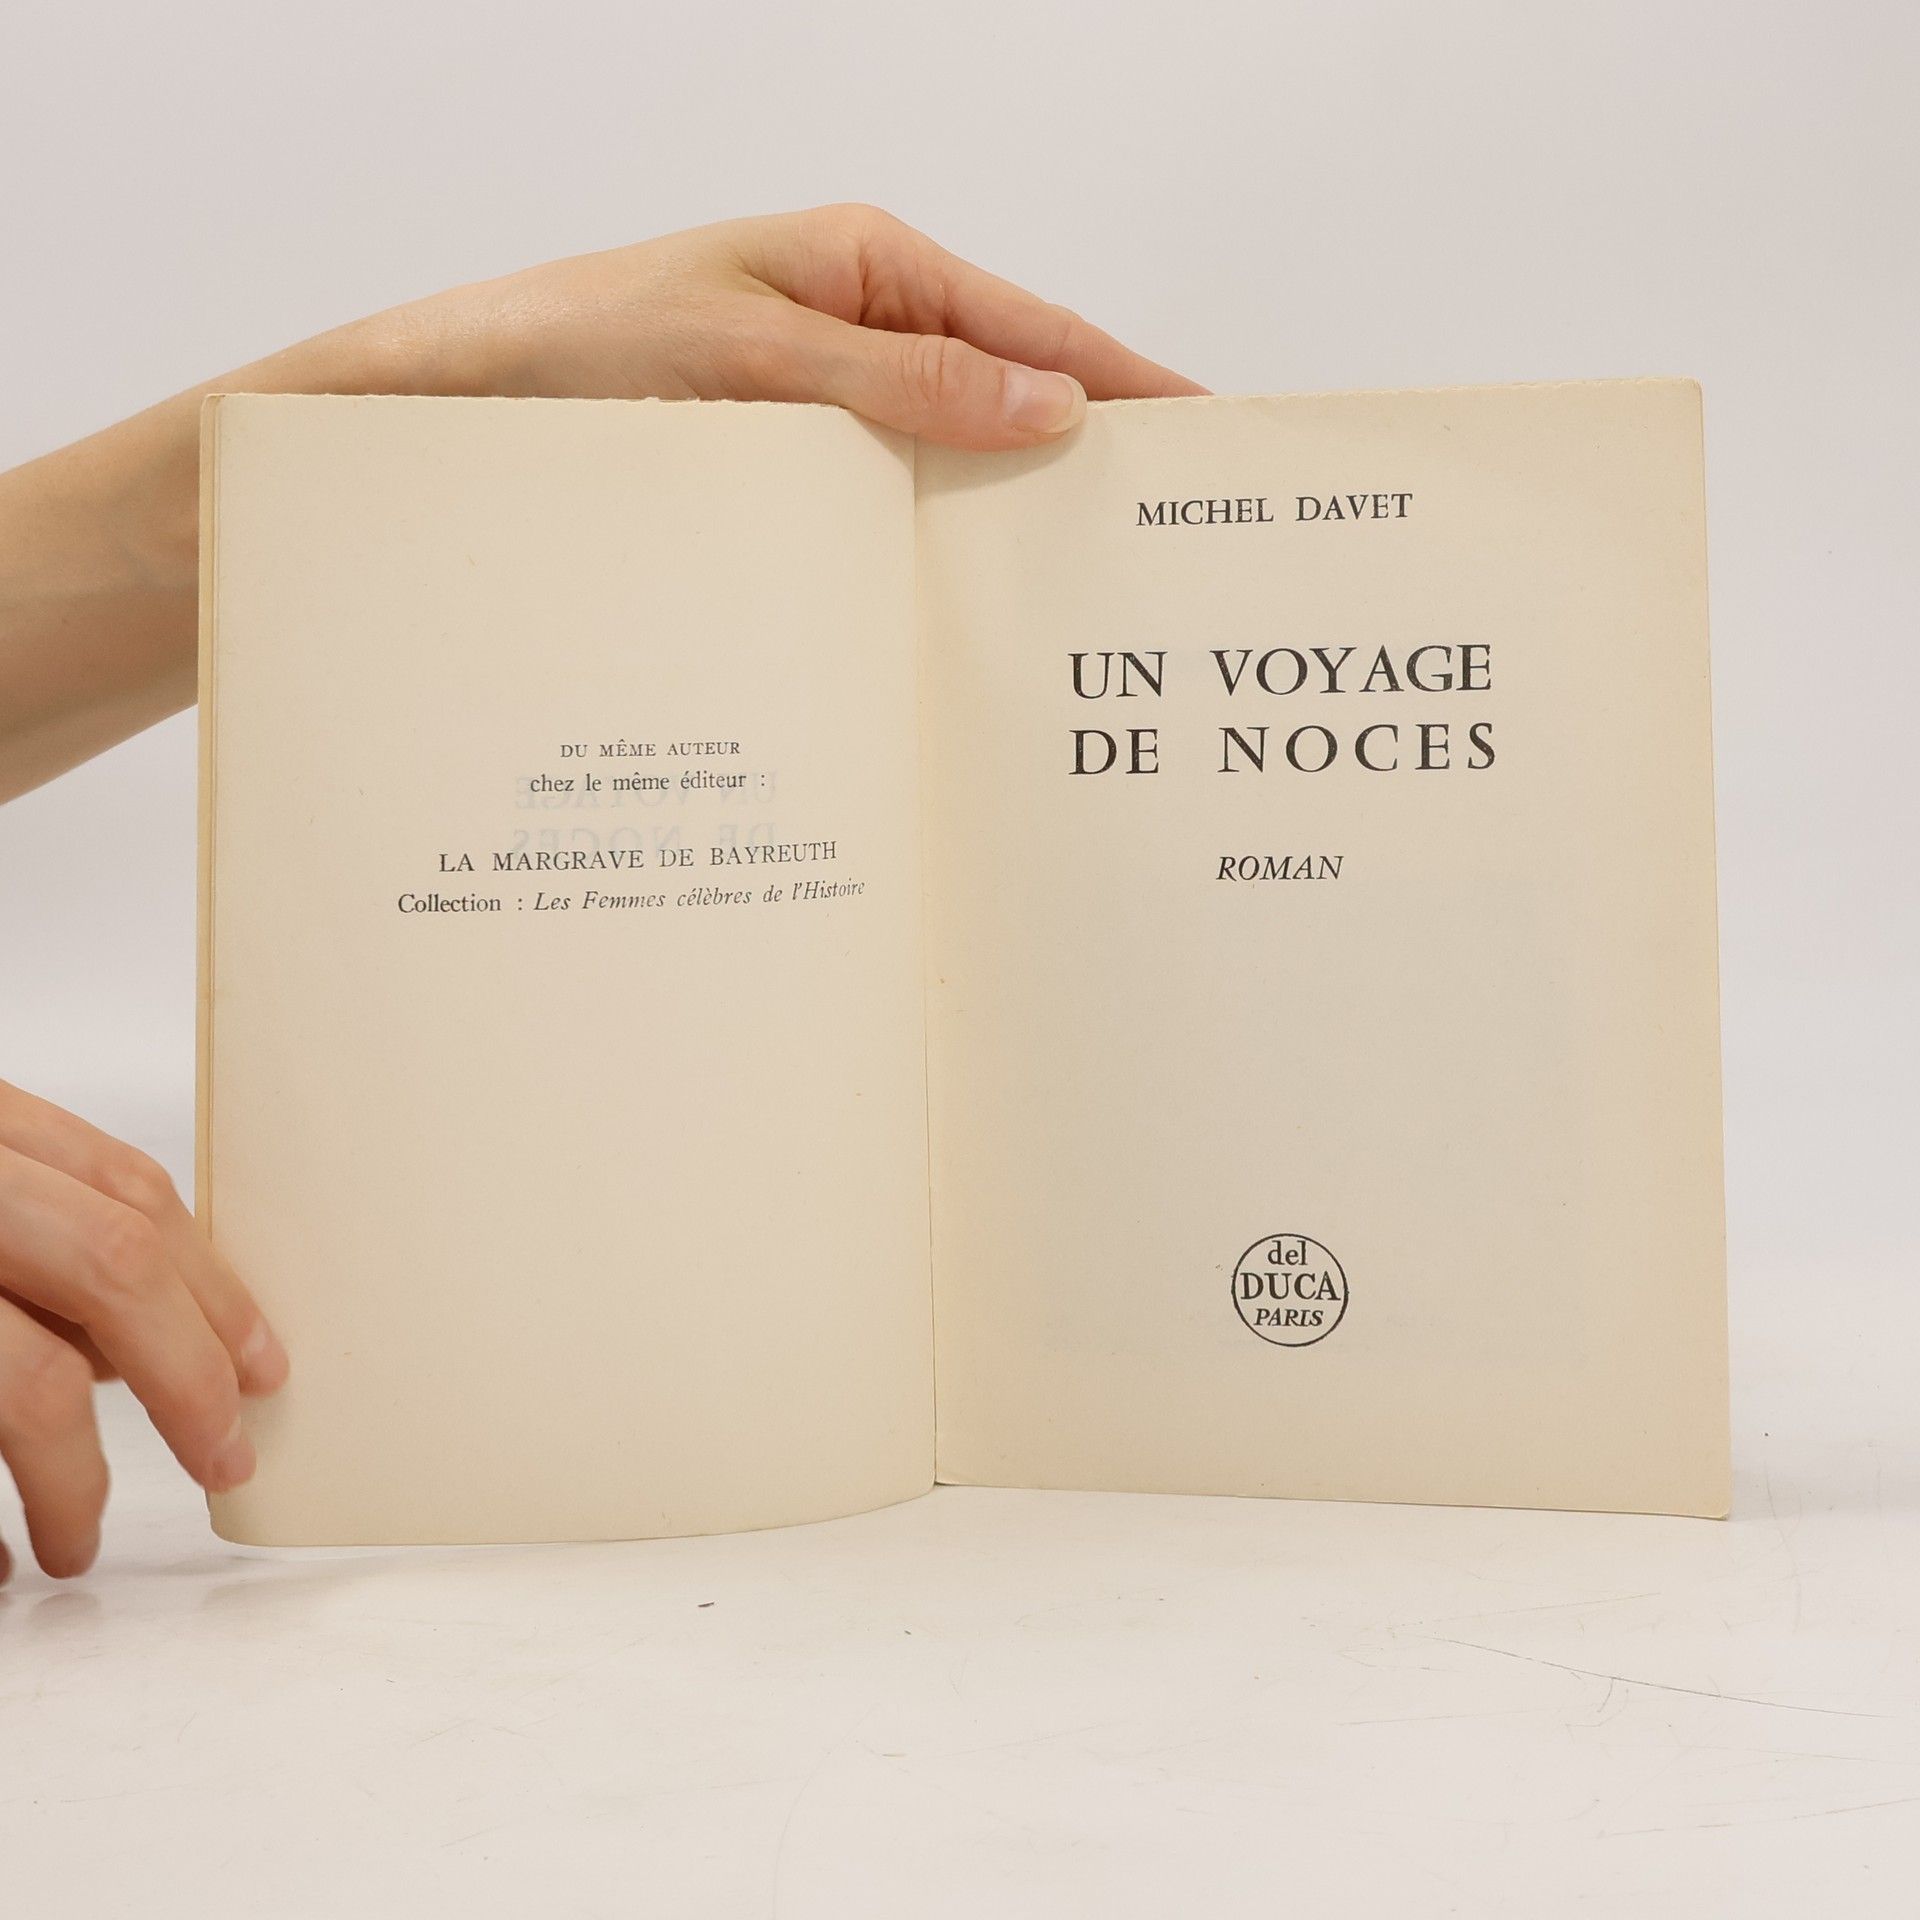 DU MÊME AUTEUR
chez le même éditeur :
LA MARGRAVE DE BAYREUTH
Collection : Les Femmes célèbres de l'Histoire
MICHEL DAVET
UN VOYAGE
DE NOCES
ROMAN
del
DUCA
PARIS